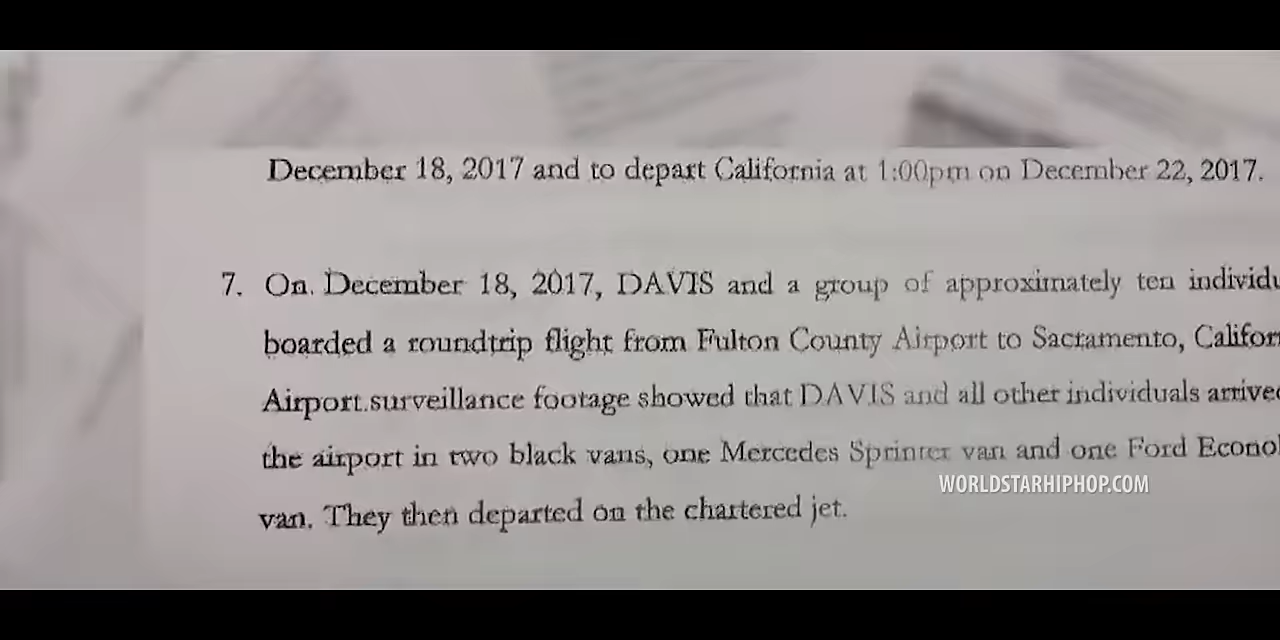 December 18, 2017 and to depart California at 1:00pm on December 22, 2017.
7. On December 18, 2017, DAVIS and a group of approximately ten individu
boarded a roundtrip flight from Fulton County Airport to Sacramento, Califor
Airport surveillance footage showed that DAVIS and all other individuals arrive
the airport in two black vans, one Mercedes Sprinter van and one Ford Econo
WORLDSTARHIPHOP.COM
van. They then departed on the chartered jet.